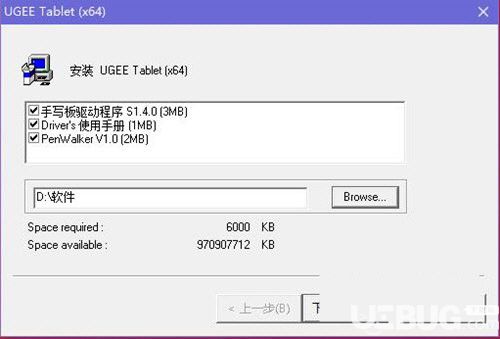 UGEE Tablet (x64)
安装 UGEE Tablet (x64)
手写板驱动程序 S1.4.0 (3MB)
Driver's 使用手册 (1MB)
PenWalker V1.0 (2MB)
D:\软件
Browse...
Space required : 6000 KB
Space available : 970907712 KB
< 上一步(B)